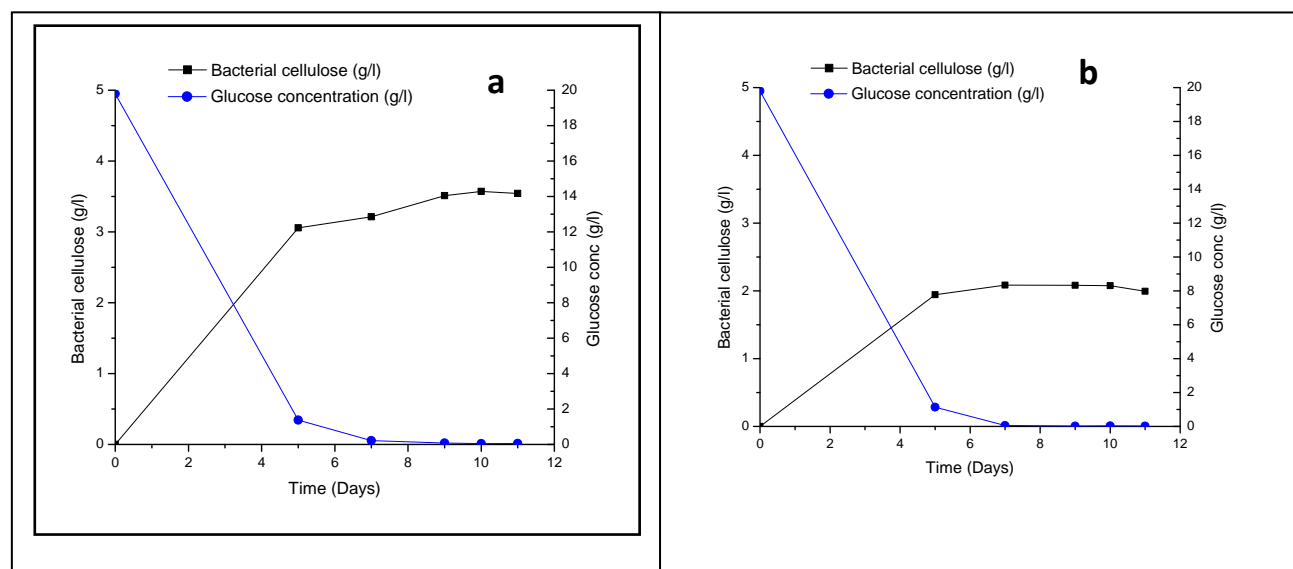 Bacterial cellulose (g/l)
Glucose concentration (g/l)
a
5
4
3
2
1
0
Bacterial cellulose (g/l)
20
18
16
14
12
10
8
6
4
2
0
Glucose conc (g/l)
0 2 4 6 8 10 12
Time (Days)
Bacterial cellulose (g/l)
Glucose concentration (g/l)
b
5
4
3
2
1
0
Bacterial cellulose (g/l)
20
18
16
14
12
10
8
6
4
2
0
Glucose conc (g/l)
0 2 4 6 8 10 12
Time (Days)